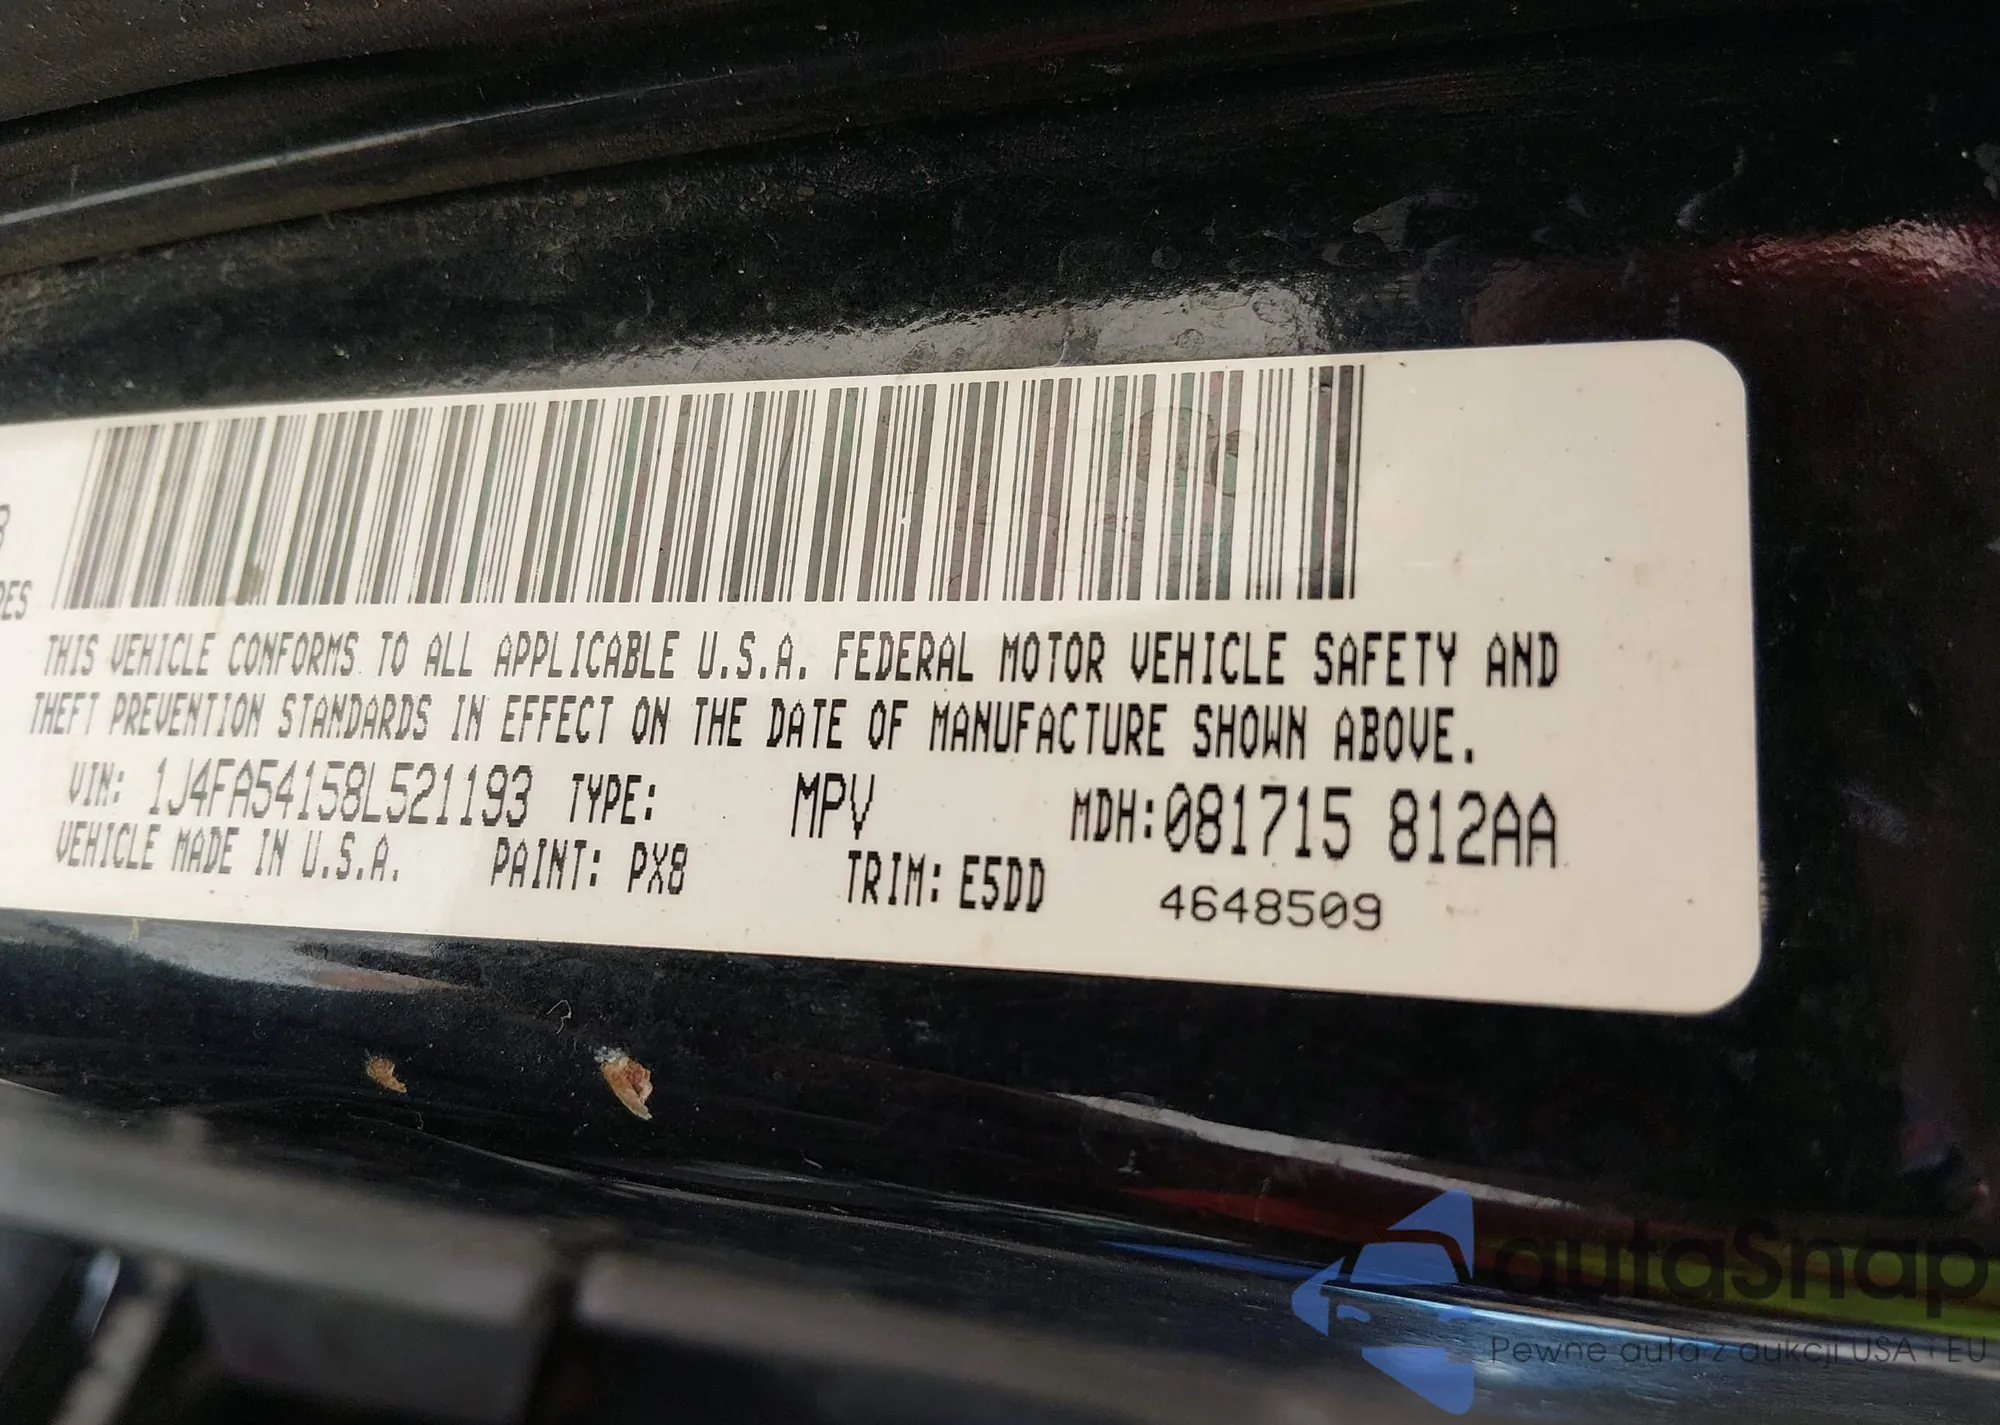 THIS VEHICLE CONFORMS TO ALL APPLICABLE U.S.A. FEDERAL MOTOR VEHICLE SAFETY AND
THEFT PREVENTION STANDARDS IN EFFECT ON THE DATE OF MANUFACTURE SHOWN ABOVE.
VIN: 1J4FA54158L521193 TYPE: MPV MDH:081715 812AA
VEHICLE MADE IN U.S.A. PAINT: PX8 TRIM: E5DD 4648509
autaSnap
Pewne auta z aukcji USA i EU